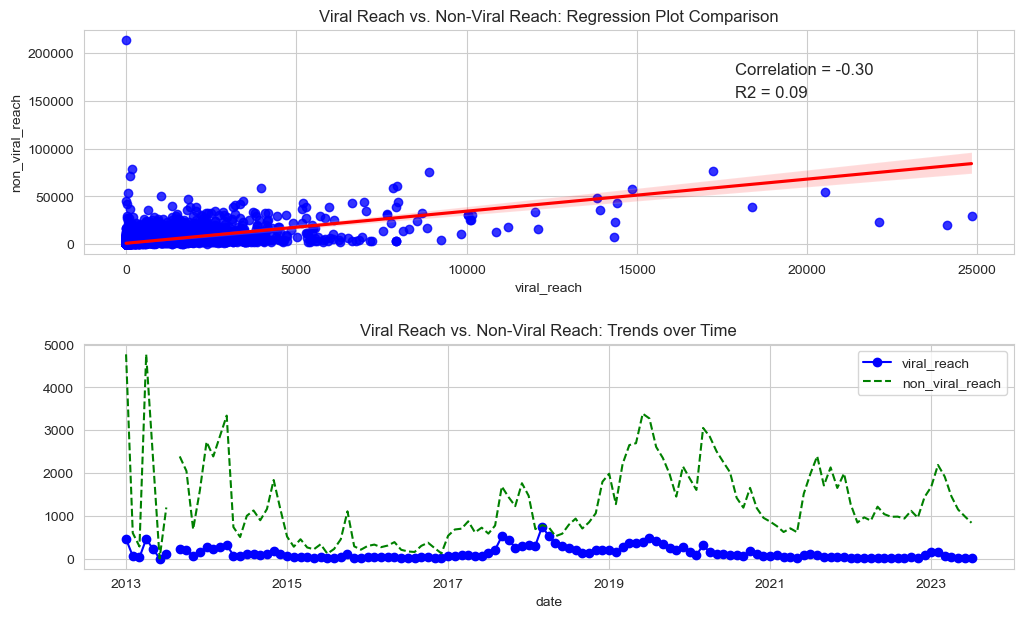 Viral Reach vs. Non-Viral Reach: Regression Plot Comparison
200000
150000
100000
50000
0
non_viral_reach
Correlation = -0.30
R2 = 0.09
0 5000 10000 15000 20000 25000
viral_reach
Viral Reach vs. Non-Viral Reach: Trends over Time
5000
4000
3000
2000
1000
0
viral_reach
non_viral_reach
2013 2015 2017 2019 2021 2023
date